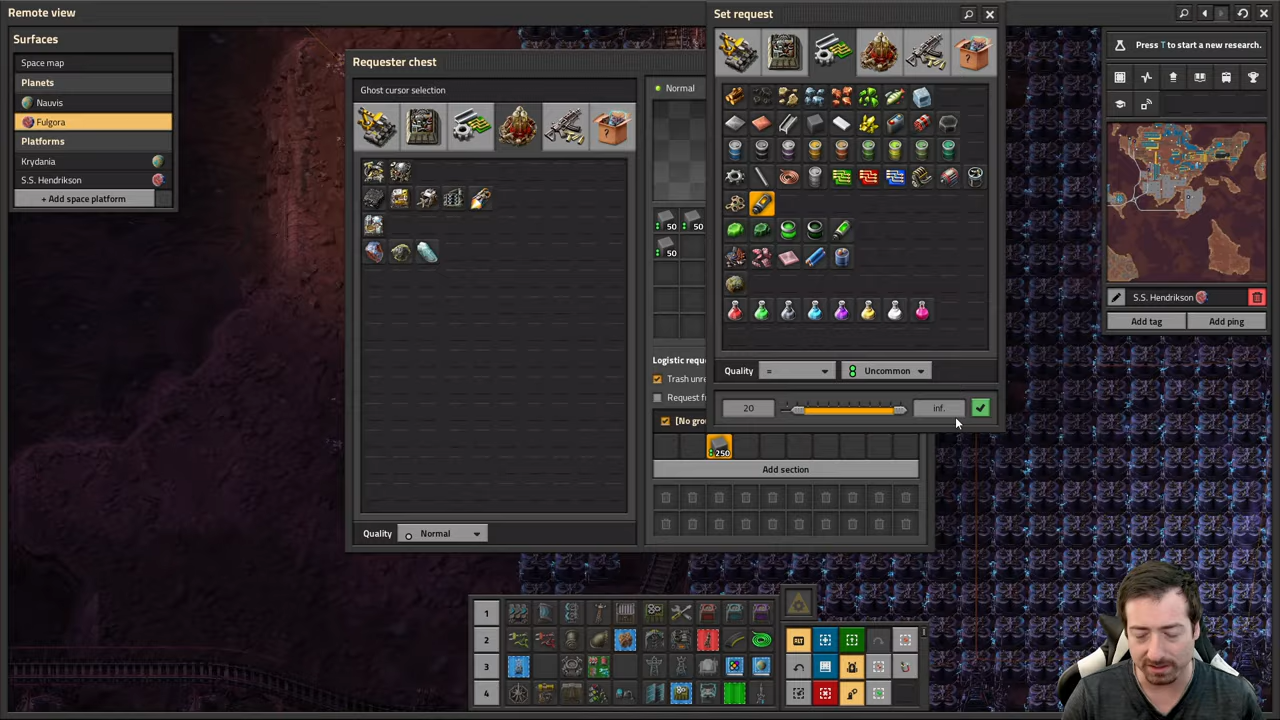 Remote view
Surfaces
Space map
Planets
Nauvis
Fulgora
Platforms
Krydania
S.S. Hendrikson
+ Add space platform
Requester chest
Ghost cursor selection
Quality
Normal
Normal
50
50
50
Logistic requ
Trash unre
Request fr
[No gro
250
Add section
Set request
Quality
=
Uncommon
20
inf.
Press T to start a new research.
S.S. Hendrikson
Add tag
Add ping
1
2
3
4
ALT